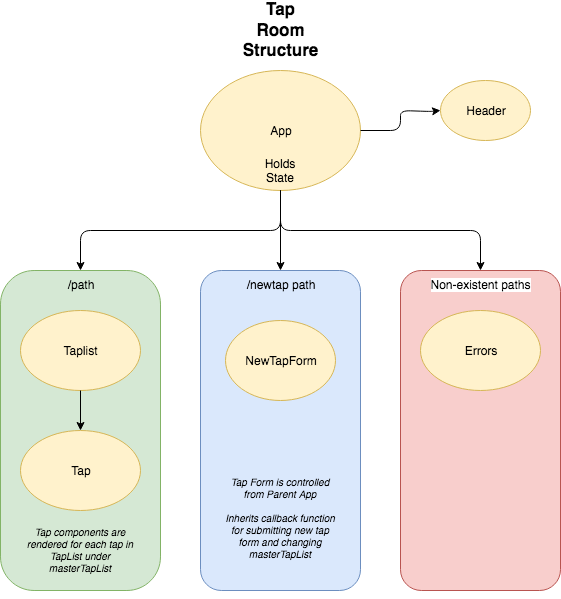 Tap
Room
Structure
App
Holds
State
Header
/path
Taplist
Tap
Tap components are
rendered for each tap in
TapList under
masterTapList
/newtap path
NewTapForm
Tap Form is controlled
from Parent App
Inherits callback function
for submitting new tap
form and changing
masterTapList
Non-existent paths
Errors